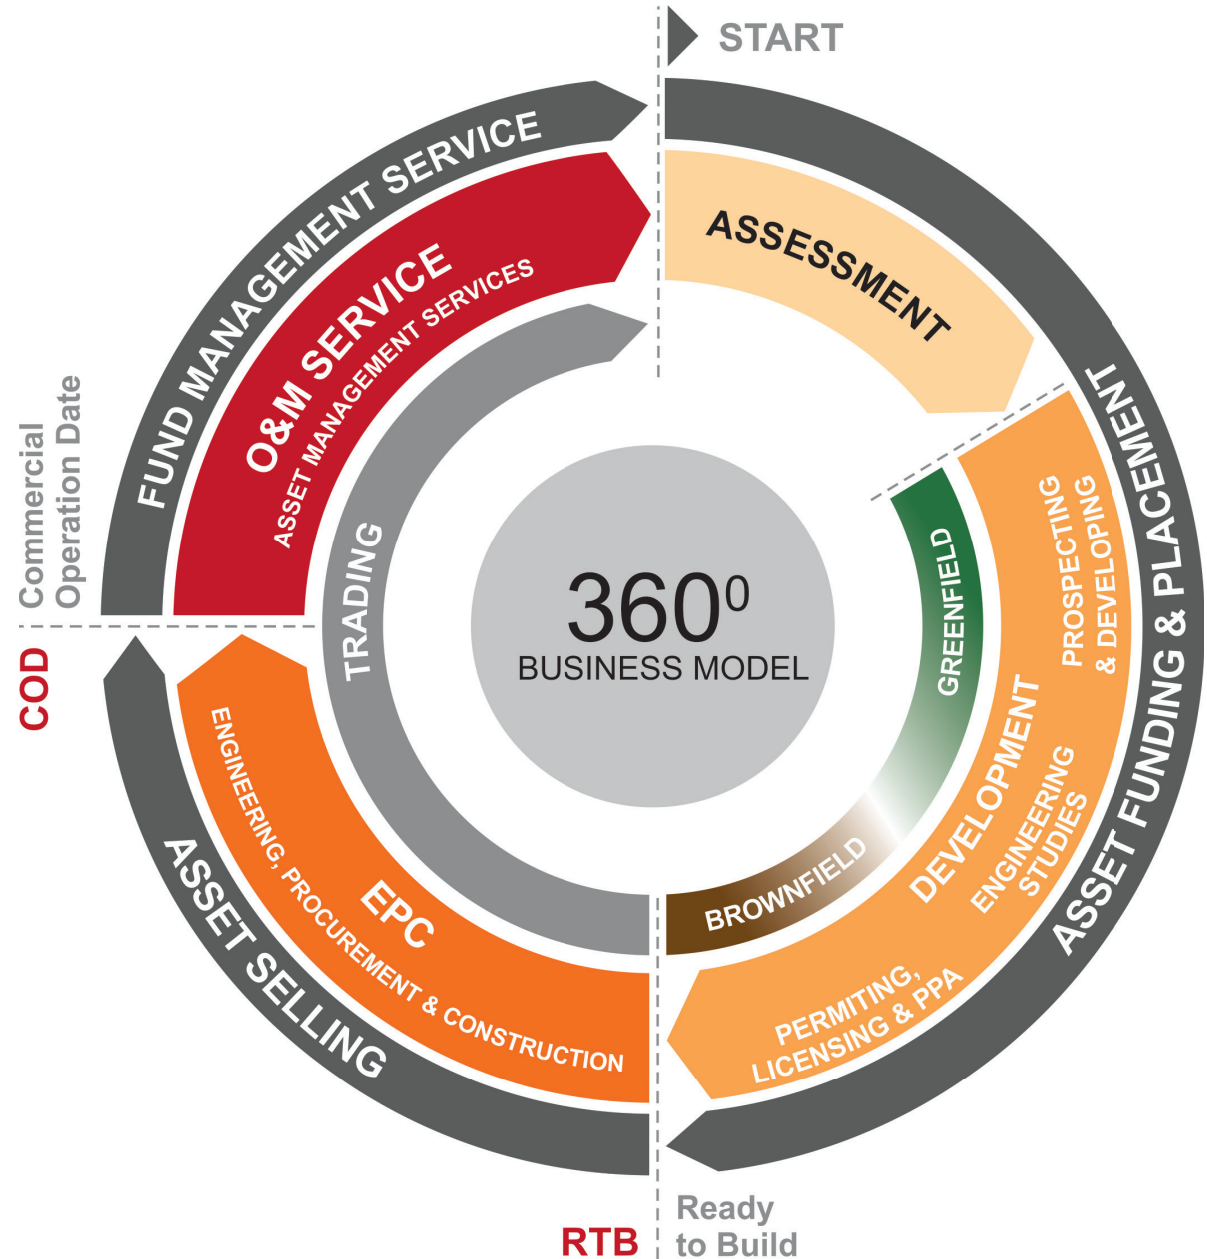 START
ASSESSMENT
ASSET FUNDING & PLACEMENT
PROSPECTING
& DEVELOPING
DEVELOPMENT
ENGINEERING
STUDIES
PERMITING,
LICENSING & PPA
GREENFIELD
BROWNFIELD
Ready
to Build
RTB
ASSET SELLING
EPC
ENGINEERING, PROCUREMENT & CONSTRUCTION
COD
Commercial
Operation Date
FUND MANAGEMENT SERVICE
O&M SERVICE
ASSET MANAGEMENT SERVICES
TRADING
360⁰
BUSINESS MODEL